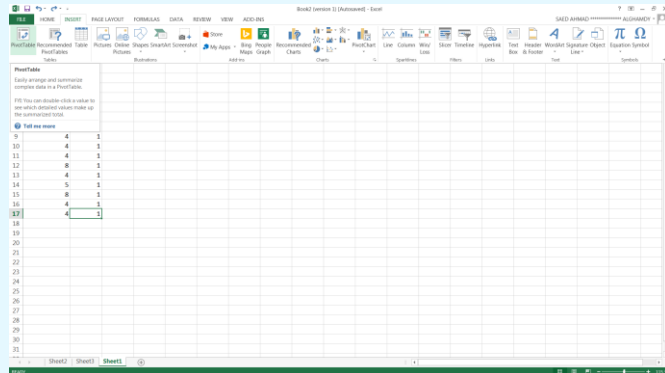 Book2 (version 1) [Autosaved] - Excel
FILE HOME INSERT PAGE LAYOUT FORMULAS DATA REVIEW VIEW ADD-INS SAEED AHMAD ************ ALGHAMDY
PivotTable Recommended PivotTables Table Pictures Online Pictures Shapes SmartArt Screenshot Store My Apps Bing Maps People Graph Recommended Charts PivotChart Line Column Win/Loss Slicer Timeline Hyperlink Text Box Header & Footer WordArt Signature Line Object Equation Symbol
Tables Illustrations Add-ins Charts Sparklines Filters Links Text Symbols
PivotTable
Easily arrange and summarize
complex data in a PivotTable.
FYI: You can double-click a value to
see which detailed values make up
the summarized total.
Tell me more
9 4 1
10 4 1
11 4 1
12 8 1
13 4 1
14 5 1
15 8 1
16 4 1
17 4 1
18
19
20
21
22
23
24
25
26
27
28
29
30
31
Sheet2 Sheet3 Sheet1
READY